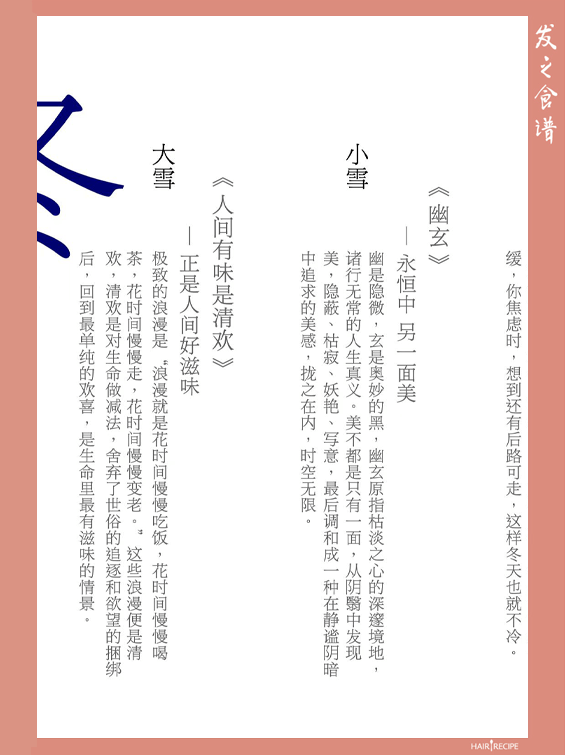 发之食谱
缓，你焦虑时，想到还有后路可走，这样冬天也就不冷。
小雪
《幽玄》
— 永恒中 另一面美
幽是隐微，玄是奥妙的黑，幽玄原指枯淡之心的深邃境地，
诸行无常的人生真义。美不都是只有一面，从阴翳中发现
美，隐蔽、枯寂、妖艳、写意，最后调和成一种在静谧阴暗
中追求的美感，拢之在内，时空无限。
大雪
《人间有味是清欢》
— 正是人间好滋味
极致的浪漫是“浪漫就是花时间慢慢吃饭，花时间慢慢喝
茶，花时间慢慢走，花时间慢慢变老。”这些浪漫便是清
欢，清欢是对生命做减法，舍弃了世俗的追逐和欲望的捆绑
后，回到最单纯的欢喜，是生命里最有滋味的情景。
冬
HAIR RECIPE